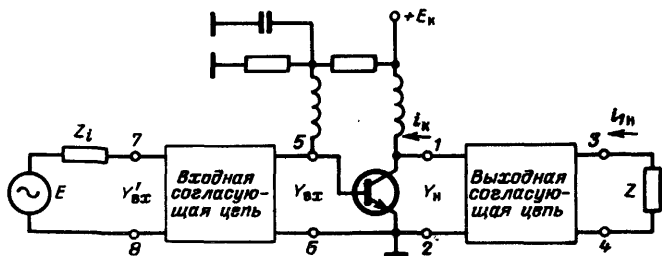 +Eк
Zi
7
5
iк
1
3
i1н
E
Y'вх
Входная
согласую-
щая цепь
Yвх
Yн
Выходная
согласую-
щая цепь
Z
8
6
2
4